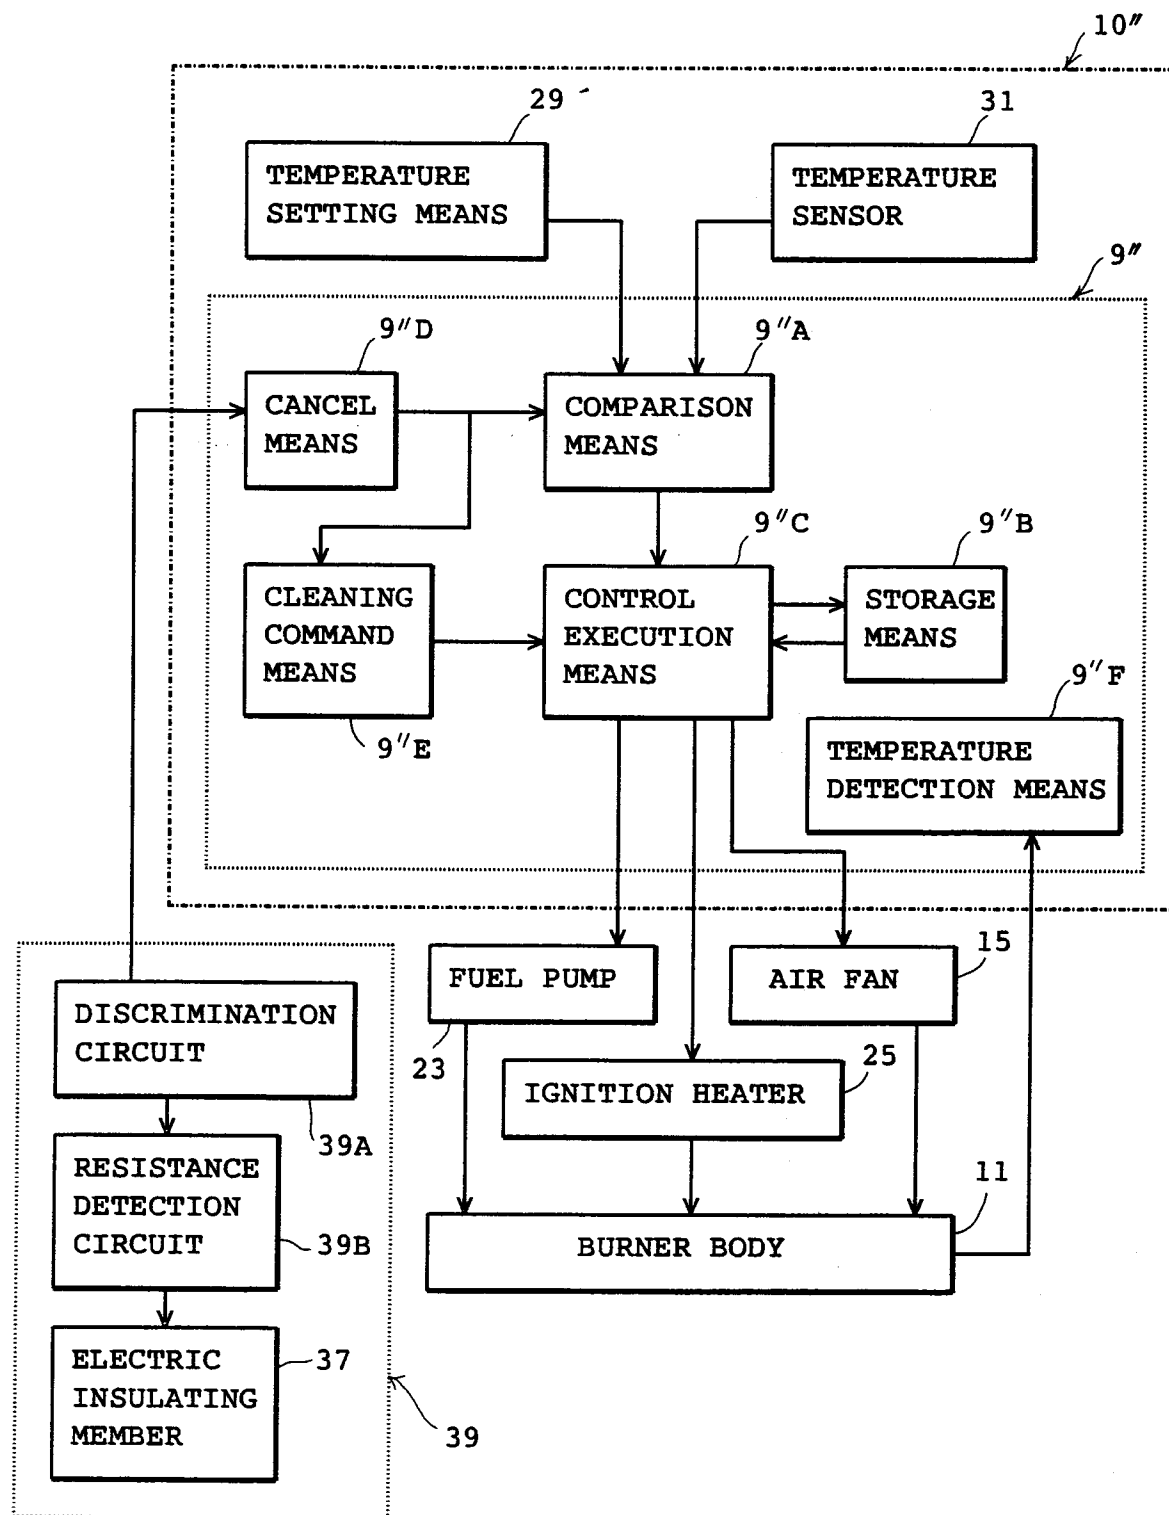 10″
29
31
TEMPERATURE
SETTING MEANS
TEMPERATURE
SENSOR
9″
9″D
9″A
CANCEL
MEANS
COMPARISON
MEANS
9″C
9″B
CLEANING
COMMAND
MEANS
CONTROL
EXECUTION
MEANS
STORAGE
MEANS
9″E
9″F
TEMPERATURE
DETECTION MEANS
FUEL PUMP
AIR FAN
15
DISCRIMINATION
CIRCUIT
23
IGNITION HEATER
25
39A
RESISTANCE
DETECTION
CIRCUIT
39B
11
BURNER BODY
ELECTRIC
INSULATING
MEMBER
37
39